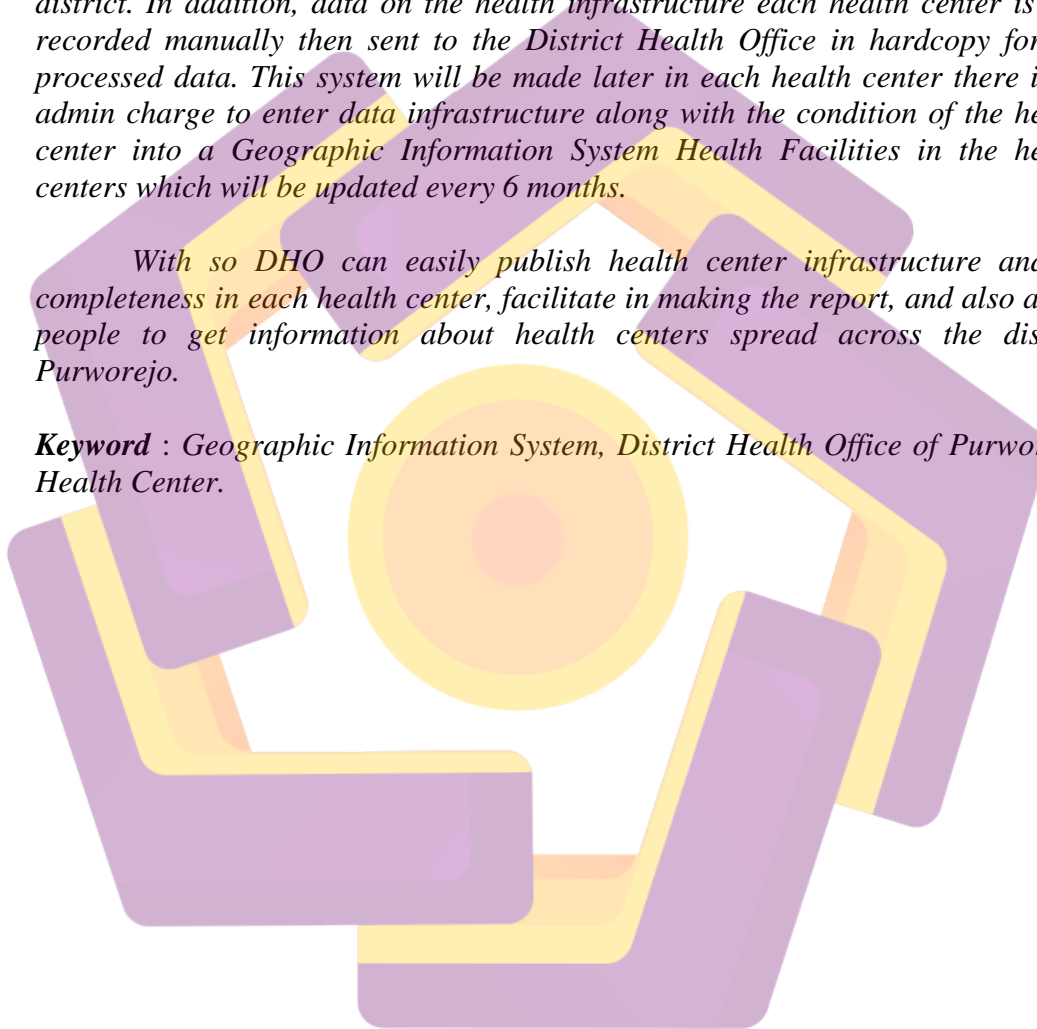 district. In addition, data on the health infrastructure each health center is
recorded manually then sent to the District Health Office in hardcopy for
processed data. This system will be made later in each health center there i
admin charge to enter data infrastructure along with the condition of the he
center into a Geographic Information System Health Facilities in the he
centers which will be updated every 6 months.
With so DHO can easily publish health center infrastructure and
completeness in each health center, facilitate in making the report, and also a
people to get information about health centers spread across the dis
Purworejo.
Keyword : Geographic Information System, District Health Office of Purwo
Health Center.